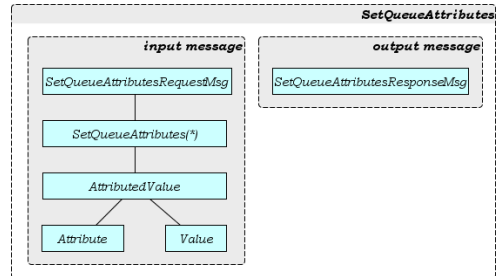 SetQueueAttributes
input message
output message
SetQueueAttributesRequestMsg
SetQueueAttributesResponseMsg
SetQueueAttributes(*)
AttributedValue
Attribute
Value